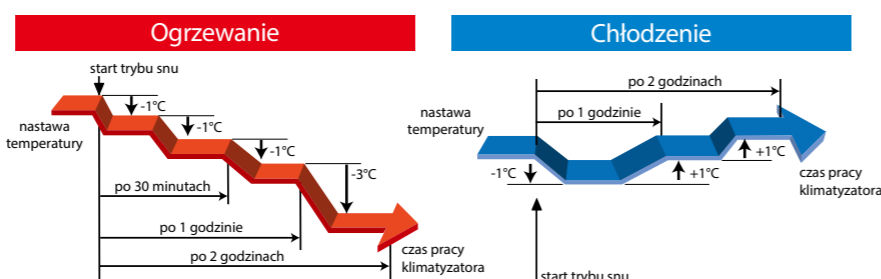 Ogrzewanie
start trybu snu
-1°C
-1°C
-1°C
-3°C
nastawa
temperatury
po 30 minutach
po 1 godzinie
po 2 godzinach
czas pracy
klimatyzatora
Chłodzenie
po 2 godzinach
po 1 godzinie
nastawa
temperatury
-1°C
+1°C
+1°C
czas pracy
klimatyzatora
start trybu snu